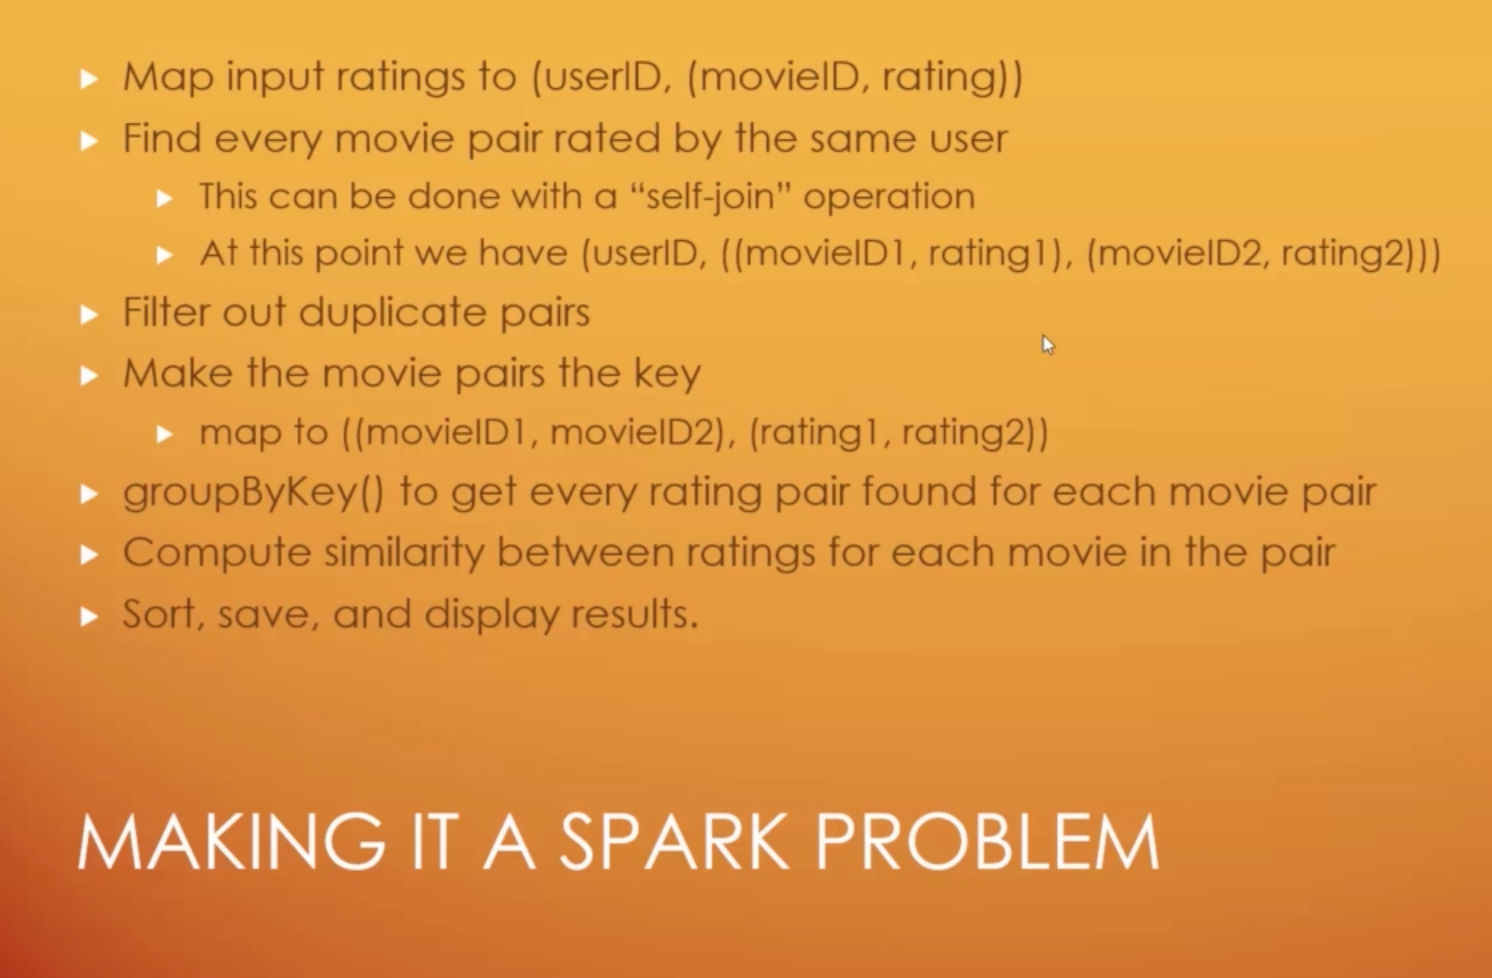 Map input ratings to (userID, (movieID, rating))
Find every movie pair rated by the same user
This can be done with a “self-join” operation
At this point we have (userID, ((movieID1, rating1), (movieID2, rating2)))
Filter out duplicate pairs
Make the movie pairs the key
map to ((movieID1, movieID2), (rating1, rating2))
groupByKey() to get every rating pair found for each movie pair
Compute similarity between ratings for each movie in the pair
Sort, save, and display results.
MAKING IT A SPARK PROBLEM